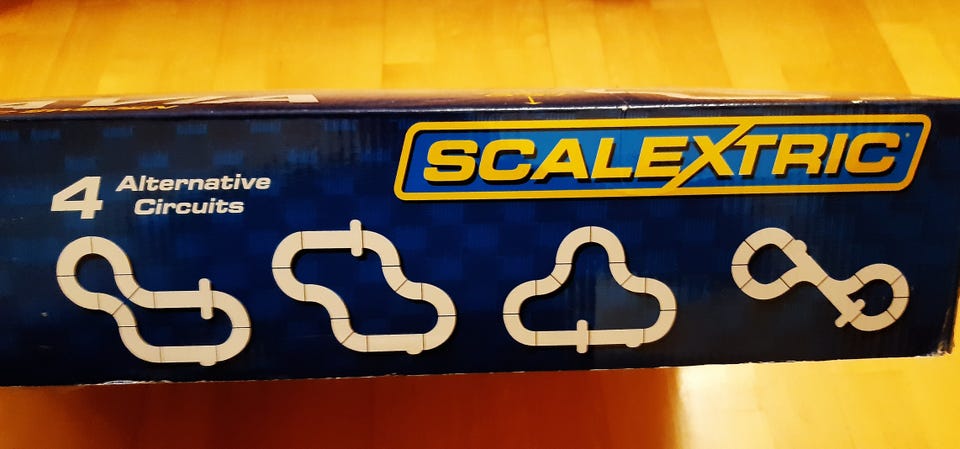 SCALEXTRIC
4 Alternative
Circuits